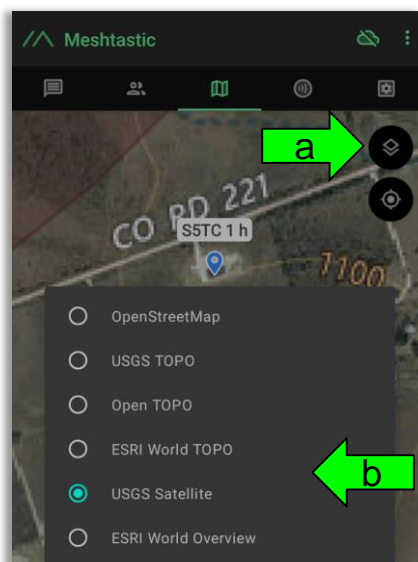 Meshtastic
a
CO RD 221
S5TC 1 h
1100
OpenStreetMap
USGS TOPO
Open TOPO
ESRI World TOPO
b
USGS Satellite
ESRI World Overview